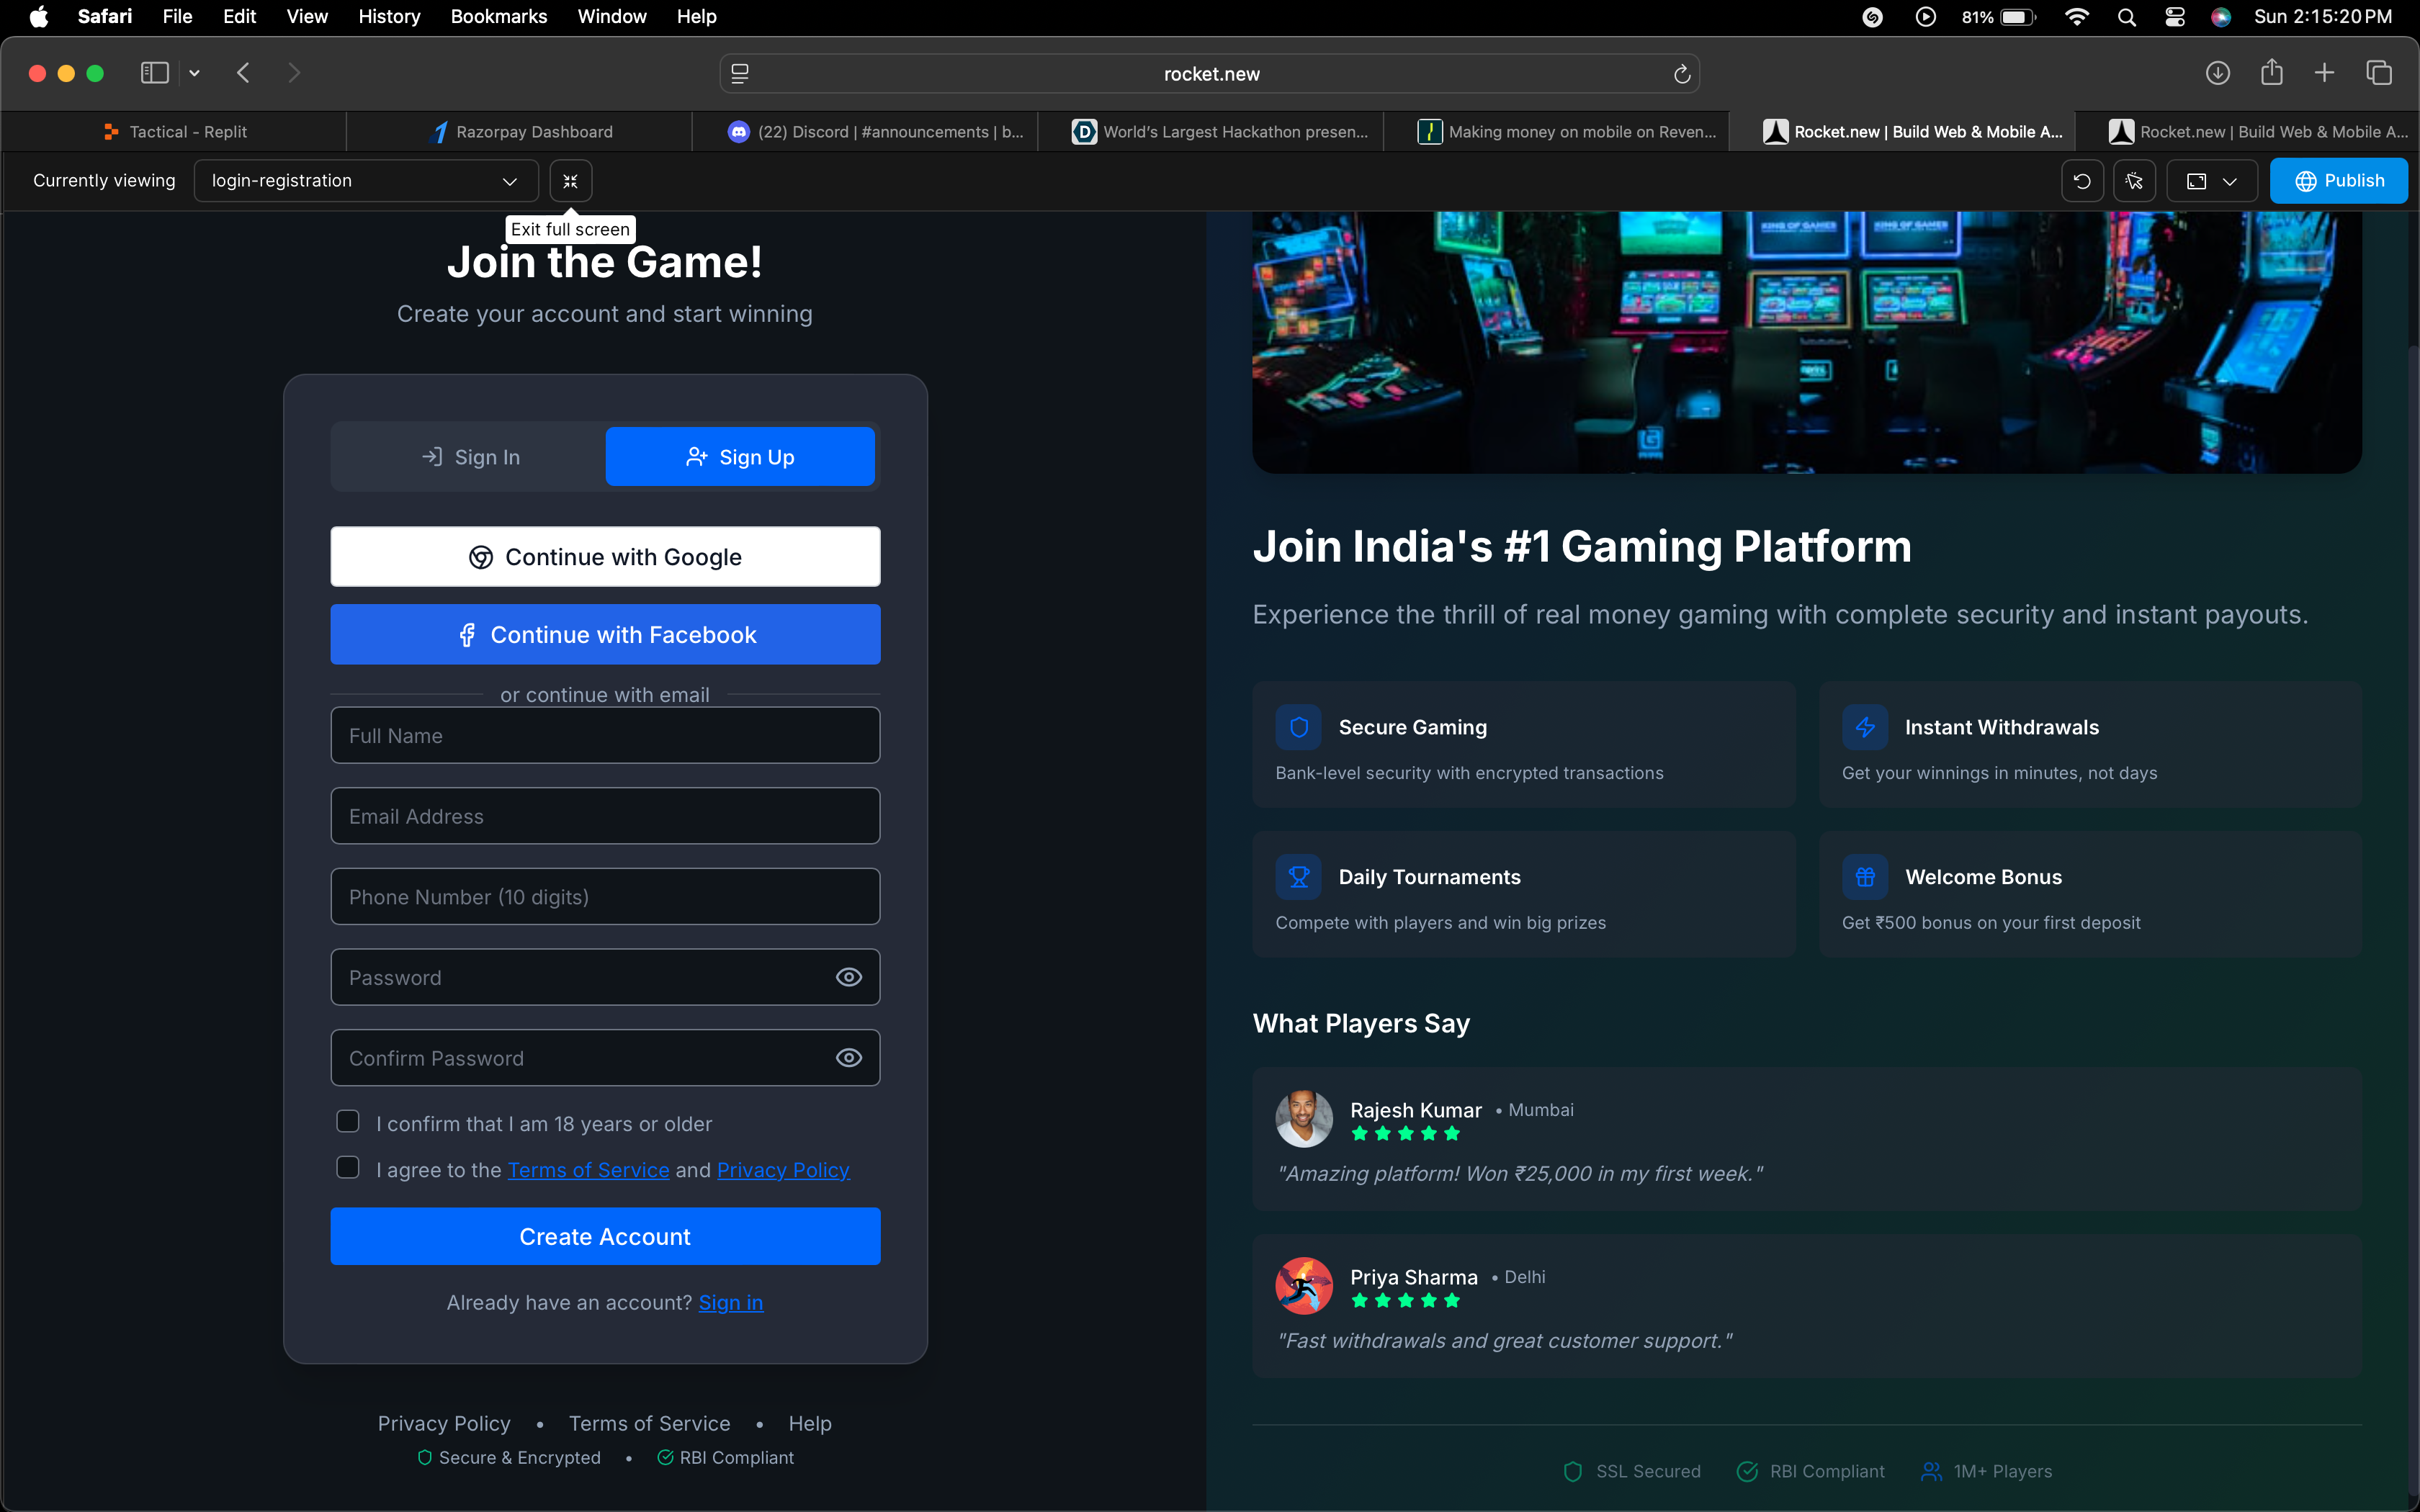 Safari File Edit View History Bookmarks Window Help 81% Sun 2:15:20 PM
rocket.new
Tactical - Replit
Razorpay Dashboard
(22) Discord | #announcements | b...
World's Largest Hackathon presen...
Making money on mobile on Reven...
Rocket.new | Build Web & Mobile A...
Rocket.new | Build Web & Mobile A...
Currently viewing login-registration Publish
Exit full screen
Join the Game!
Create your account and start winning
Sign In Sign Up
Continue with Google
Continue with Facebook
or continue with email
Full Name
Email Address
Phone Number (10 digits)
Password
Confirm Password
I confirm that I am 18 years or older
I agree to the Terms of Service and Privacy Policy
Create Account
Already have an account? Sign in
Privacy Policy • Terms of Service • Help
Secure & Encrypted • RBI Compliant
KING OF GAMES KING OF GAMES
Join India's #1 Gaming Platform
Experience the thrill of real money gaming with complete security and instant payouts.
Secure Gaming
Bank-level security with encrypted transactions
Instant Withdrawals
Get your winnings in minutes, not days
Daily Tournaments
Compete with players and win big prizes
Welcome Bonus
Get ₹500 bonus on your first deposit
What Players Say
Rajesh Kumar • Mumbai
"Amazing platform! Won ₹25,000 in my first week."
Priya Sharma • Delhi
"Fast withdrawals and great customer support."
SSL Secured RBI Compliant 1M+ Players